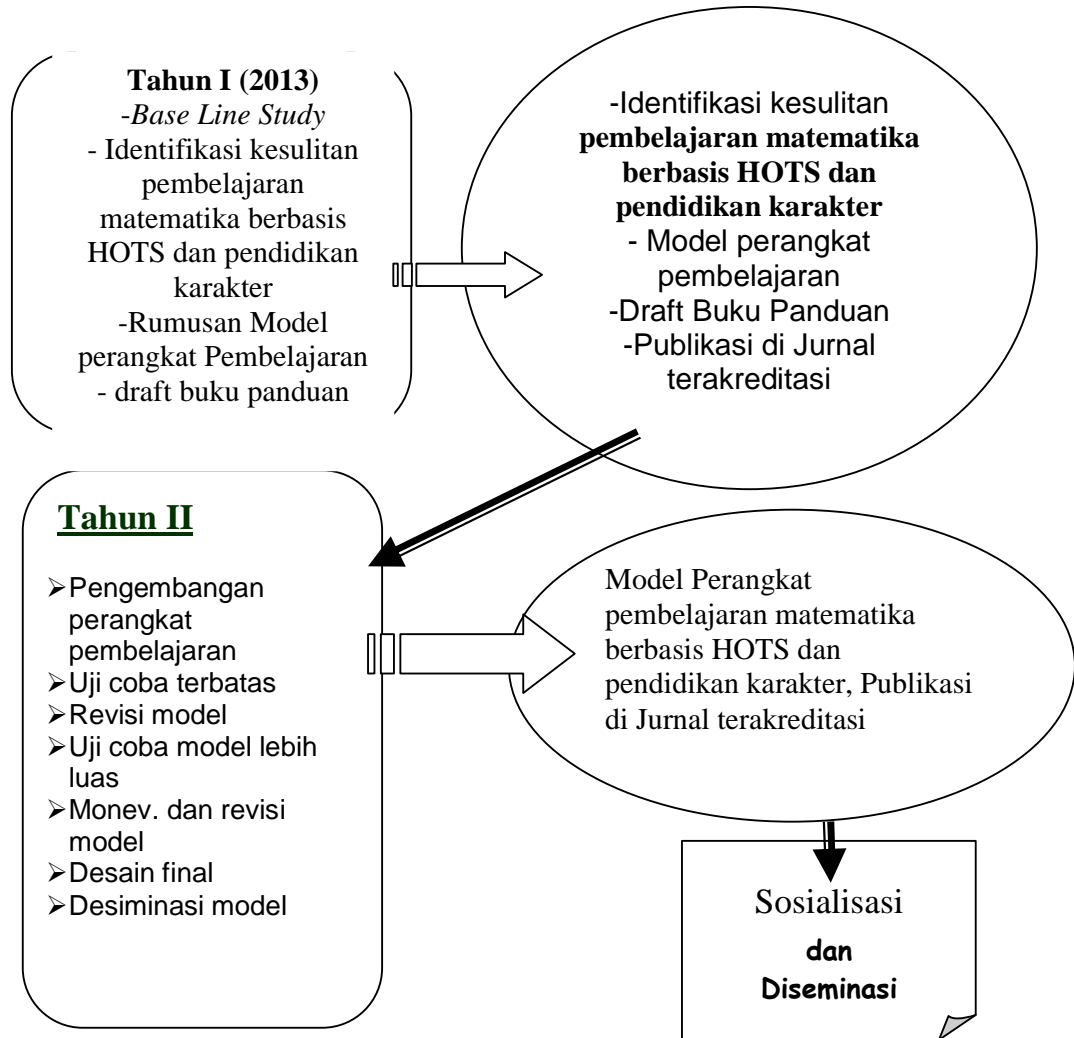 Tahun I (2013)
-Base Line Study
- Identifikasi kesulitan
pembelajaran
matematika berbasis
HOTS dan pendidikan
karakter
-Rumusan Model
perangkat Pembelajaran
- draft buku panduan
-Identifikasi kesulitan
pembelajaran matematika
berbasis HOTS dan
pendidikan karakter
- Model perangkat
pembelajaran
-Draft Buku Panduan
-Publikasi di Jurnal
terakreditasi
Tahun II
➢Pengembangan
perangkat
pembelajaran
➢Uji coba terbatas
➢Revisi model
➢Uji coba model lebih
luas
➢Monev. dan revisi
model
➢Desain final
➢Desiminasi model
Model Perangkat
pembelajaran matematika
berbasis HOTS dan
pendidikan karakter, Publikasi
di Jurnal terakreditasi
Sosialisasi
dan
Diseminasi